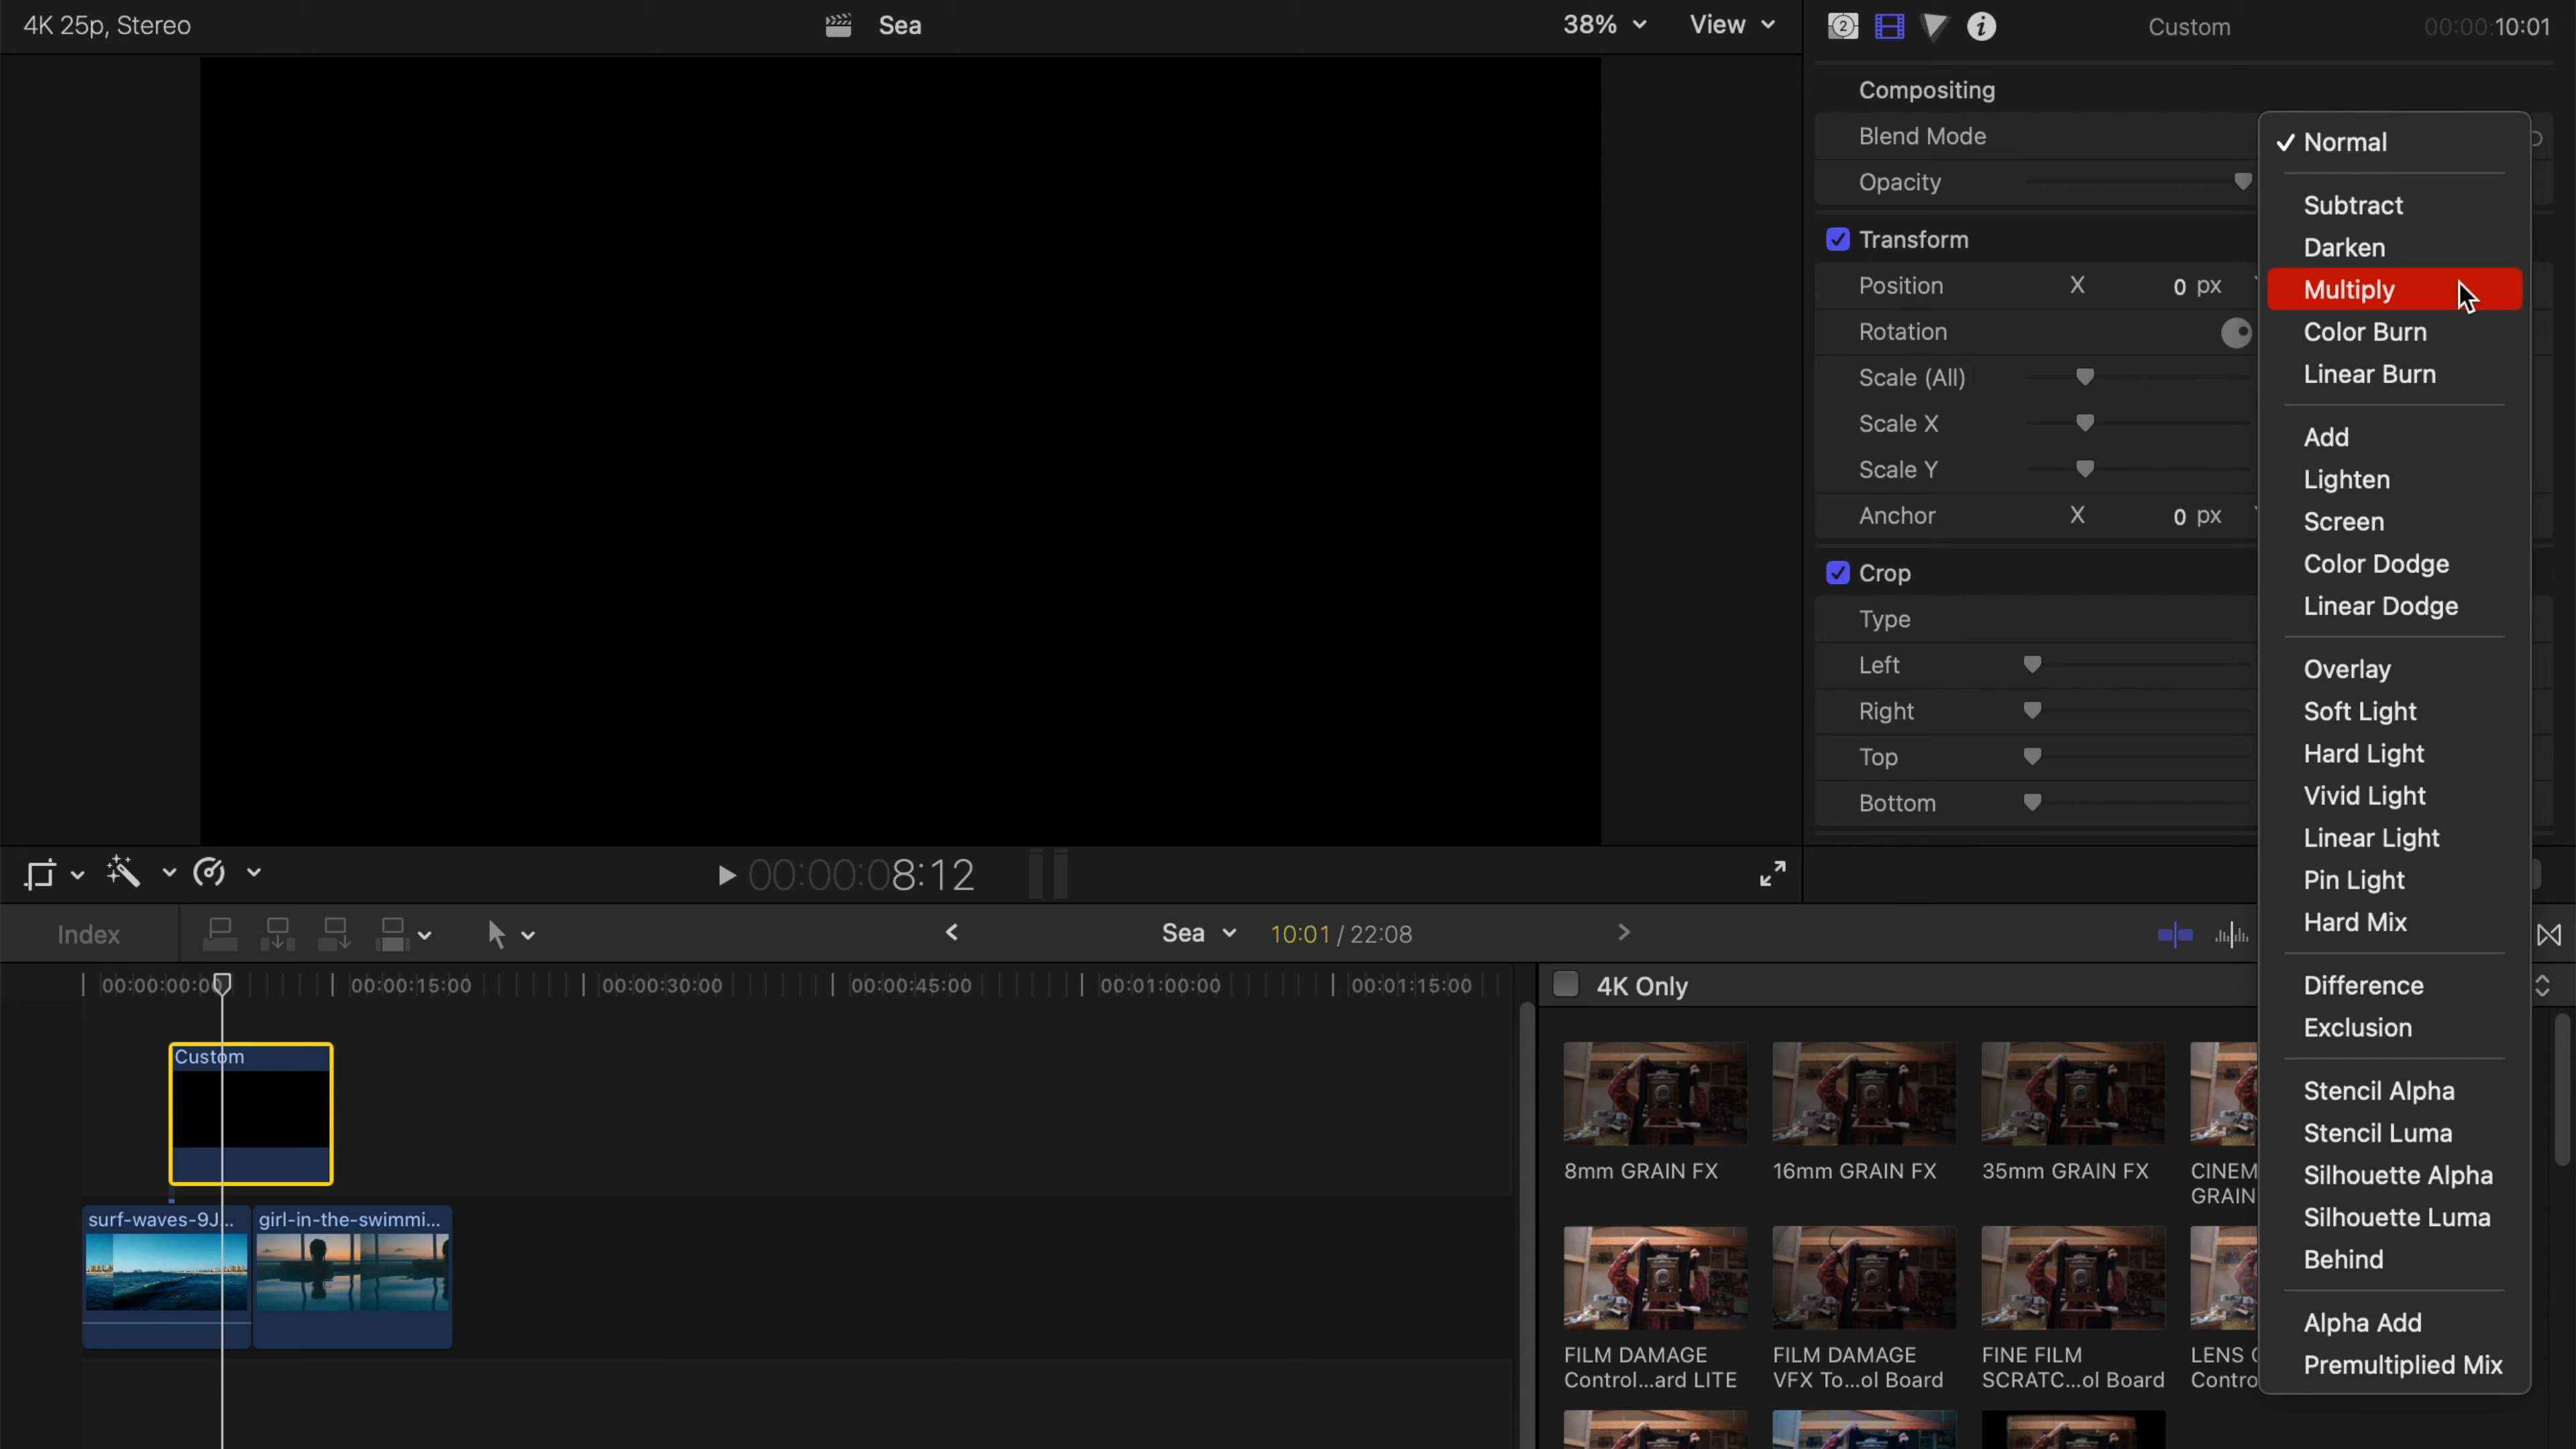 4K 25p, Stereo
Sea
38%
View
2
i
Custom
00:00:10:01
Compositing
Blend Mode
Opacity
Transform
Position X 0 px
Rotation
Scale (All)
Scale X
Scale Y
Anchor X 0 px
Crop
Type
Left
Right
Top
Bottom
✓ Normal
Subtract
Darken
Multiply
Color Burn
Linear Burn
Add
Lighten
Screen
Color Dodge
Linear Dodge
Overlay
Soft Light
Hard Light
Vivid Light
Linear Light
Pin Light
Hard Mix
Difference
Exclusion
Stencil Alpha
Stencil Luma
Silhouette Alpha
Silhouette Luma
Behind
Alpha Add
Premultiplied Mix
00:00:08:12
Index
Sea
10:01 / 22:08
00:00:00:00
00:00:15:00
00:00:30:00
00:00:45:00
00:01:00:00
00:01:15:00
Custom
surf-waves-9J...
girl-in-the-swimmi...
4K Only
8mm GRAIN FX
16mm GRAIN FX
35mm GRAIN FX
CINEM
GRAIN
FILM DAMAGE
Control...ard LITE
FILM DAMAGE
VFX To...ol Board
FINE FILM
SCRATC...ol Board
LENS
Contro